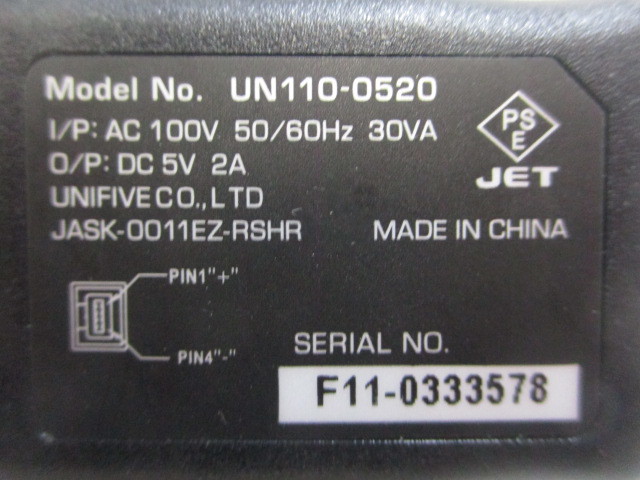 Model No. UN110-0520
I/P: AC 100V 50/60Hz 30VA
O/P: DC 5V 2A
UNIFIVE CO.,LTD
JASK-0011EZ-RSHR MADE IN CHINA
PSE
JET
PIN1"+"
PIN4"-"
SERIAL NO.
F11-0333578